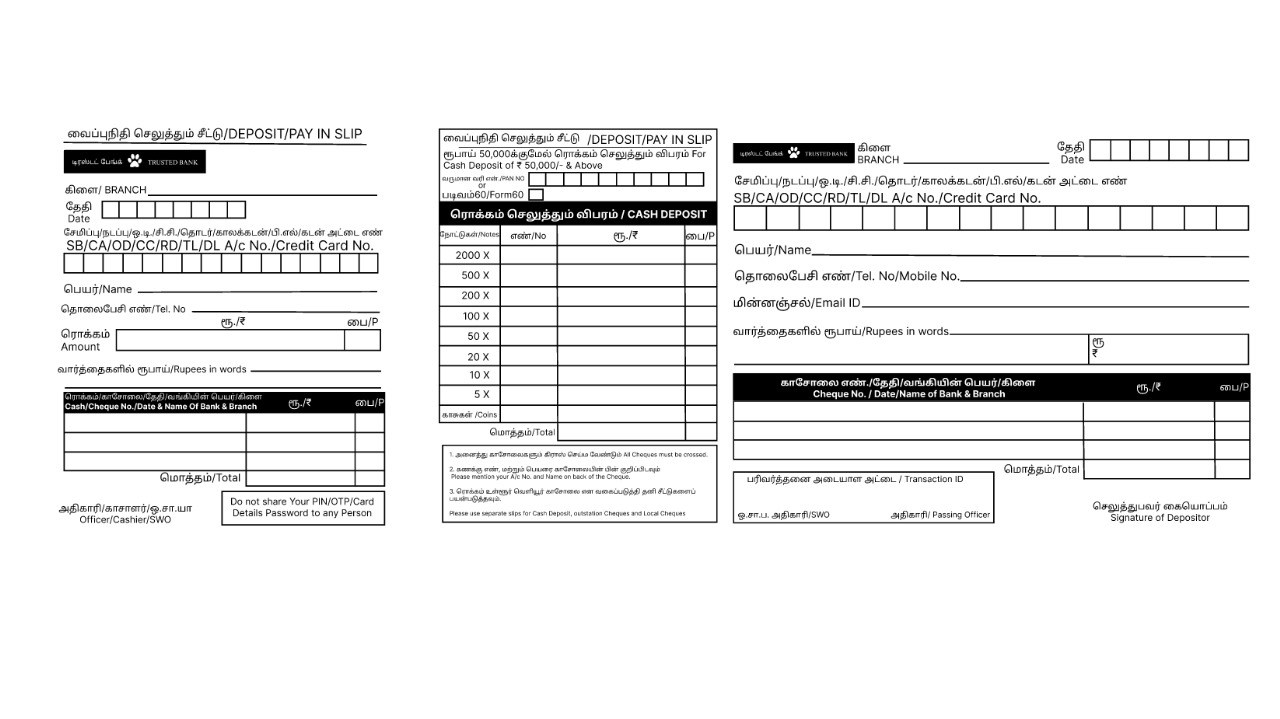 வைப்புநிதி செலுத்தும் சீட்டு/DEPOSIT/PAY IN SLIP
டிரஸ்டட் பேங்க் TRUSTED BANK
கிளை/ BRANCH
தேதி
Date
சேமிப்பு/நடப்பு/ஒ.டி./சி.சி./தொடர்/காலக்கடன்/பி.எல்/கடன் அட்டை எண்
SB/CA/OD/CC/RD/TL/DL A/c No./Credit Card No.
பெயர்/Name
தொலைபேசி எண்/Tel. No
ரூ./₹ பை/P
ரொக்கம்
Amount
வார்த்தைகளில் ரூபாய்/Rupees in words
ரொக்கம்/காசோலை/தேதி/வங்கியின் பெயர்/கிளை
Cash/Cheque No./Date & Name Of Bank & Branch
ரூ./₹ பை/P
மொத்தம்/Total
அதிகாரி/காசாளர்/ஒ.சா.யா
Officer/Cashier/SWO
Do not share Your PIN/OTP/Card
Details Password to any Person
வைப்புநிதி செலுத்தும் சீட்டு /DEPOSIT/PAY IN SLIP
ரூபாய் 50,000க்குமேல் ரொக்கம் செலுத்தும் விபரம் For
Cash Deposit of ₹ 50,000/- & Above
வருமான வரி எண் /PAN NO
or
படிவம்60/Form60
ரொக்கம் செலுத்தும் விபரம் / CASH DEPOSIT
நோட்டுகள்/Notes எண்/No ரூ./₹ பை/P
2000 X
500 X
200 X
100 X
50 X
20 X
10 X
5 X
காசுகள் /Coins
மொத்தம்/Total
1. அனைத்து காசோலைகளும் கிராஸ் செய்ய வேண்டும் All Cheques must be crossed.
2. கணக்கு எண், மற்றும் பெயரை காசோலையின் பின் குறிப்பிடவும்
Please mention your A/c No. and Name on back of the Cheque.
3. ரொக்கம் உள்ளூர் வெளியூர் காசோலை என வகைப்படுத்தி தனி சீட்டுகளைப்
பயன்படுத்தவும்.
Please use separate slips for Cash Deposit, outstation Cheques and Local Cheques
டிரஸ்டட் பேங்க் TRUSTED BANK
கிளை
BRANCH
தேதி
Date
சேமிப்பு/நடப்பு/ஒ.டி./சி.சி./தொடர்/காலக்கடன்/பி.எல்/கடன் அட்டை எண்
SB/CA/OD/CC/RD/TL/DL A/c No./Credit Card No.
பெயர்/Name
தொலைபேசி எண்/Tel. No/Mobile No.
மின்னஞ்சல்/Email ID
வார்த்தைகளில் ரூபாய்/Rupees in words
ரூ
₹
காசோலை எண்./தேதி/வங்கியின் பெயர்/கிளை
Cheque No. / Date/Name of Bank & Branch
ரூ./₹ பை/P
மொத்தம்/Total
பரிவர்த்தனை அடையாள அட்டை / Transaction ID
ஒ.சா.ப. அதிகாரி/SWO அதிகாரி/ Passing Officer
செலுத்துபவர் கையொப்பம்
Signature of Depositor